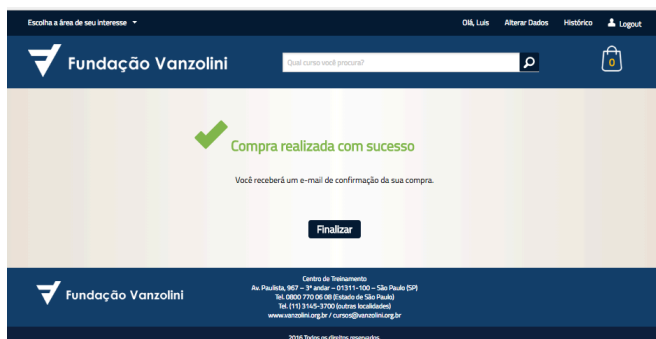 Escolha a área de seu interesse
Olá, Luis Alterar Dados Histórico Logout
Fundação Vanzolini
Qual curso você procura?
0
Compra realizada com sucesso
Você receberá um e-mail de confirmação da sua compra.
Finalizar
Fundação Vanzolini
Centro de Treinamento
Av. Paulista, 967 – 3º andar – 01311-100 – São Paulo (SP)
Tel. 0800 770 06 08 (Estado de São Paulo)
Tel. (11) 3145-3700 (outras localidades)
www.vanzolini.org.br / cursos@vanzolini.org.br
2016 Todos os direitos reservados